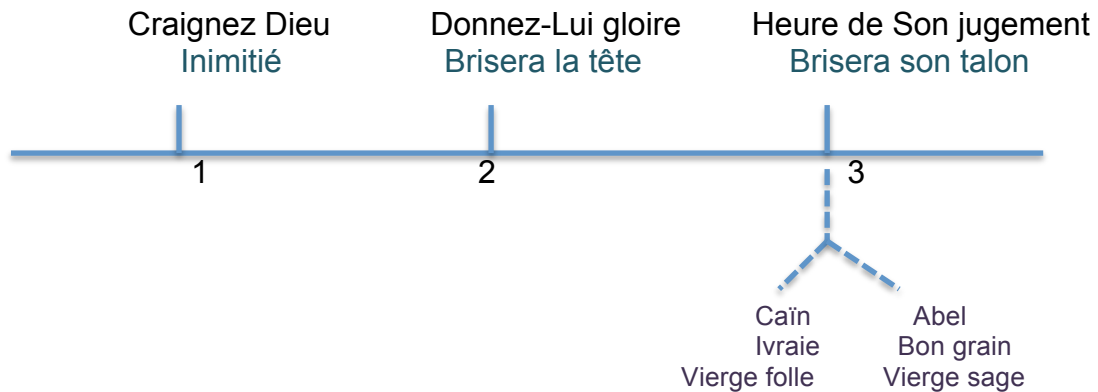 Craignez Dieu Donnez-Lui gloire Heure de Son jugement
Inimitié Brisera la tête Brisera son talon
1 2 3
Caïn Abel
Ivraie Bon grain
Vierge folle Vierge sage